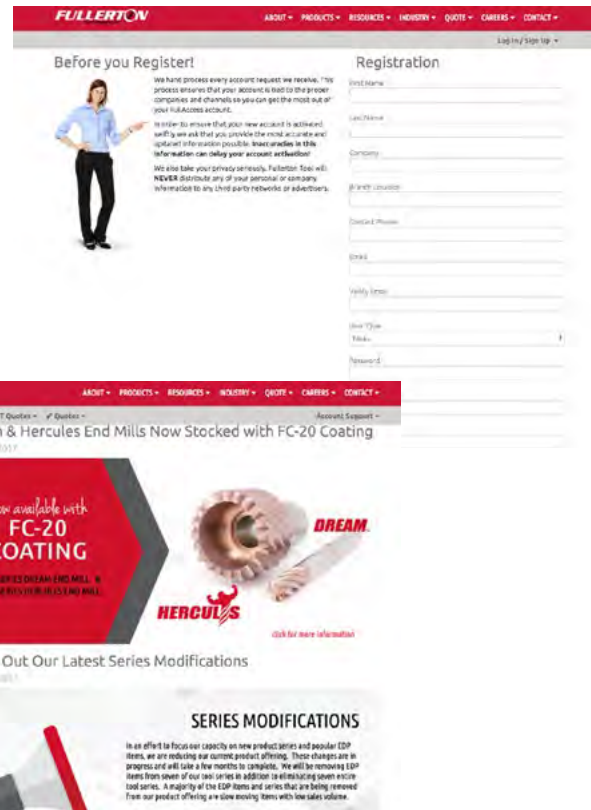 FULLERTON
ABOUT PRODUCTS RESOURCES INDUSTRY QUOTE CAREERS CONTACT
Log In / Sign Up
Before you Register!
We hand process every account request we receive. This
process ensures that your account is tied to the proper
companies and channels so you can get the most out of
your FullAccess account.
In order to ensure that your new account is activated
swiftly we ask that you provide the most accurate and
updated information possible. Inaccuracies in this
information can delay your account activation!
We also take your privacy seriously. Fullerton Tool will
NEVER distribute any of your personal or company
information to any third party networks or advertisers.
Registration
First Name
Last Name
Company
Branch Location
Contact Phone
Email
Verify Email
User Type
Password
ABOUT PRODUCTS RESOURCES INDUSTRY QUOTE CAREERS CONTACT
T Quotes Quotes Account Support
& Hercules End Mills Now Stocked with FC-20 Coating
2017
ow available with
FC-20
COATING
SERIES DREAM END MILL &
SERIES HERCULES END MILL
DREAM
HERCULES
click for more information
Out Our Latest Series Modifications
2017
SERIES MODIFICATIONS
In an effort to focus our capacity on new product series and popular EDP
items, we are reducing our current product offering. These changes are in
progress and will take a few months to complete. We will be removing EDP
items from seven of our tool series in addition to eliminating seven entire
tool series. A majority of the EDP items and series that are being removed
from our product offering are slow moving items with low sales volume.